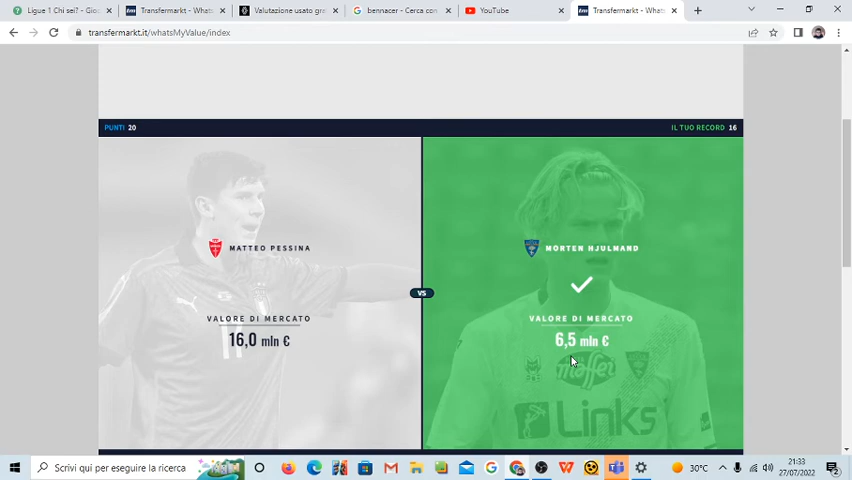 Ligue 1 Chi sei? - Gio
Transfermarkt - Whats
Valutazione usato gra
bennacer - Cerca con
YouTube
Transfermarkt - Whats
transfermarkt.it/whatsMyValue/index
PUNTI 20
IL TUO RECORD 16
MATTEO PESSINA
MORTEN HJULMAND
VS
VALORE DI MERCATO
VALORE DI MERCATO
16,0 mln €
6,5 mln €
moffei
Links
Scrivi qui per eseguire la ricerca
30°C
21:33
27/07/2022
2